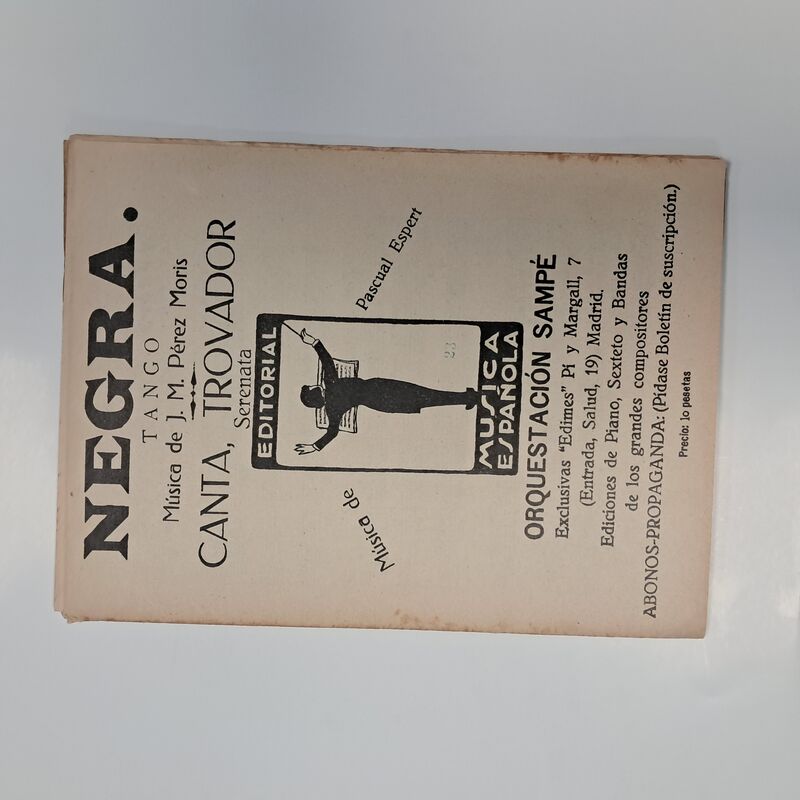 NEGRA.
TANGO
Música de J. M. Pérez Moris
CANTA, TROVADOR
Serenata
Música de
Pascual Espert
EDITORIAL
23
MUSICA
ESPAÑOLA
ORQUESTACIÓN SAMPÉ
Exclusivas "Edimes" Pi y Margall, 7
(Entrada, Salud, 19) Madrid.
Ediciones de Piano, Sexteto y Bandas
de los grandes compositores
ABONOS-PROPAGANDA: (Pídase Boletín de suscripción.)
Precio: 10 pesetas